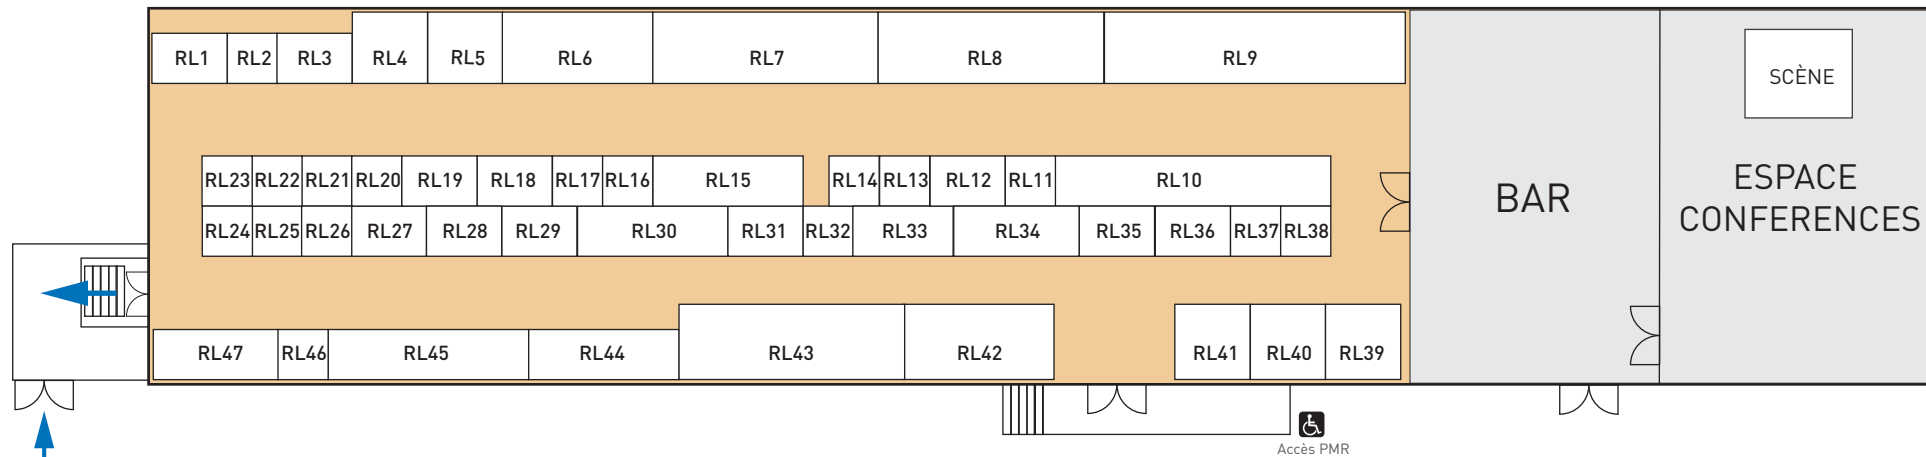 RL1 RL2 RL3 RL4 RL5 RL6 RL7 RL8 RL9
SCÈNE
RL23 RL22 RL21 RL20 RL19 RL18 RL17 RL16 RL15 RL14 RL13 RL12 RL11 RL10
BAR
ESPACE
CONFERENCES
RL24 RL25 RL26 RL27 RL28 RL29 RL30 RL31 RL32 RL33 RL34 RL35 RL36 RL37 RL38
RL47 RL46 RL45 RL44 RL43 RL42 RL41 RL40 RL39
Accès PMR